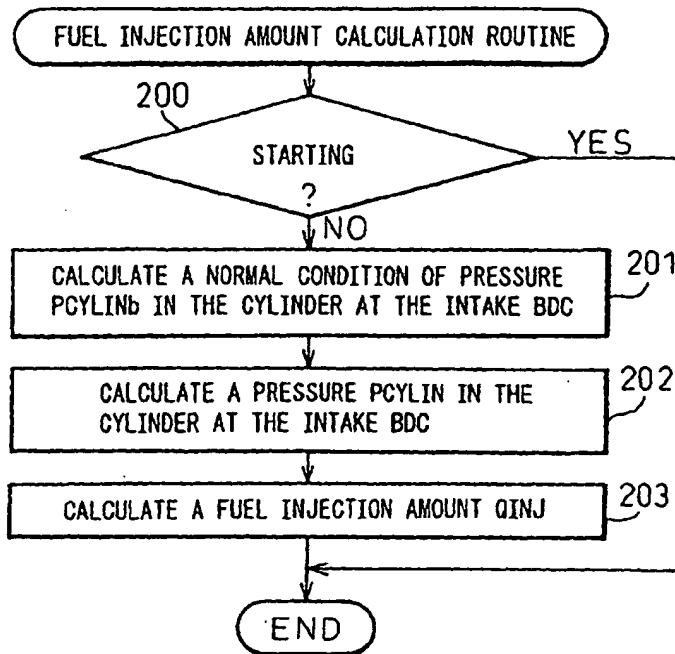 FUEL INJECTION AMOUNT CALCULATION ROUTINE
200
STARTING
?
YES
NO
CALCULATE A NORMAL CONDITION OF PRESSURE
PCYLINb IN THE CYLINDER AT THE INTAKE BDC
201
CALCULATE A PRESSURE PCYLIN IN THE
CYLINDER AT THE INTAKE BDC
202
CALCULATE A FUEL INJECTION AMOUNT QINJ
203
END